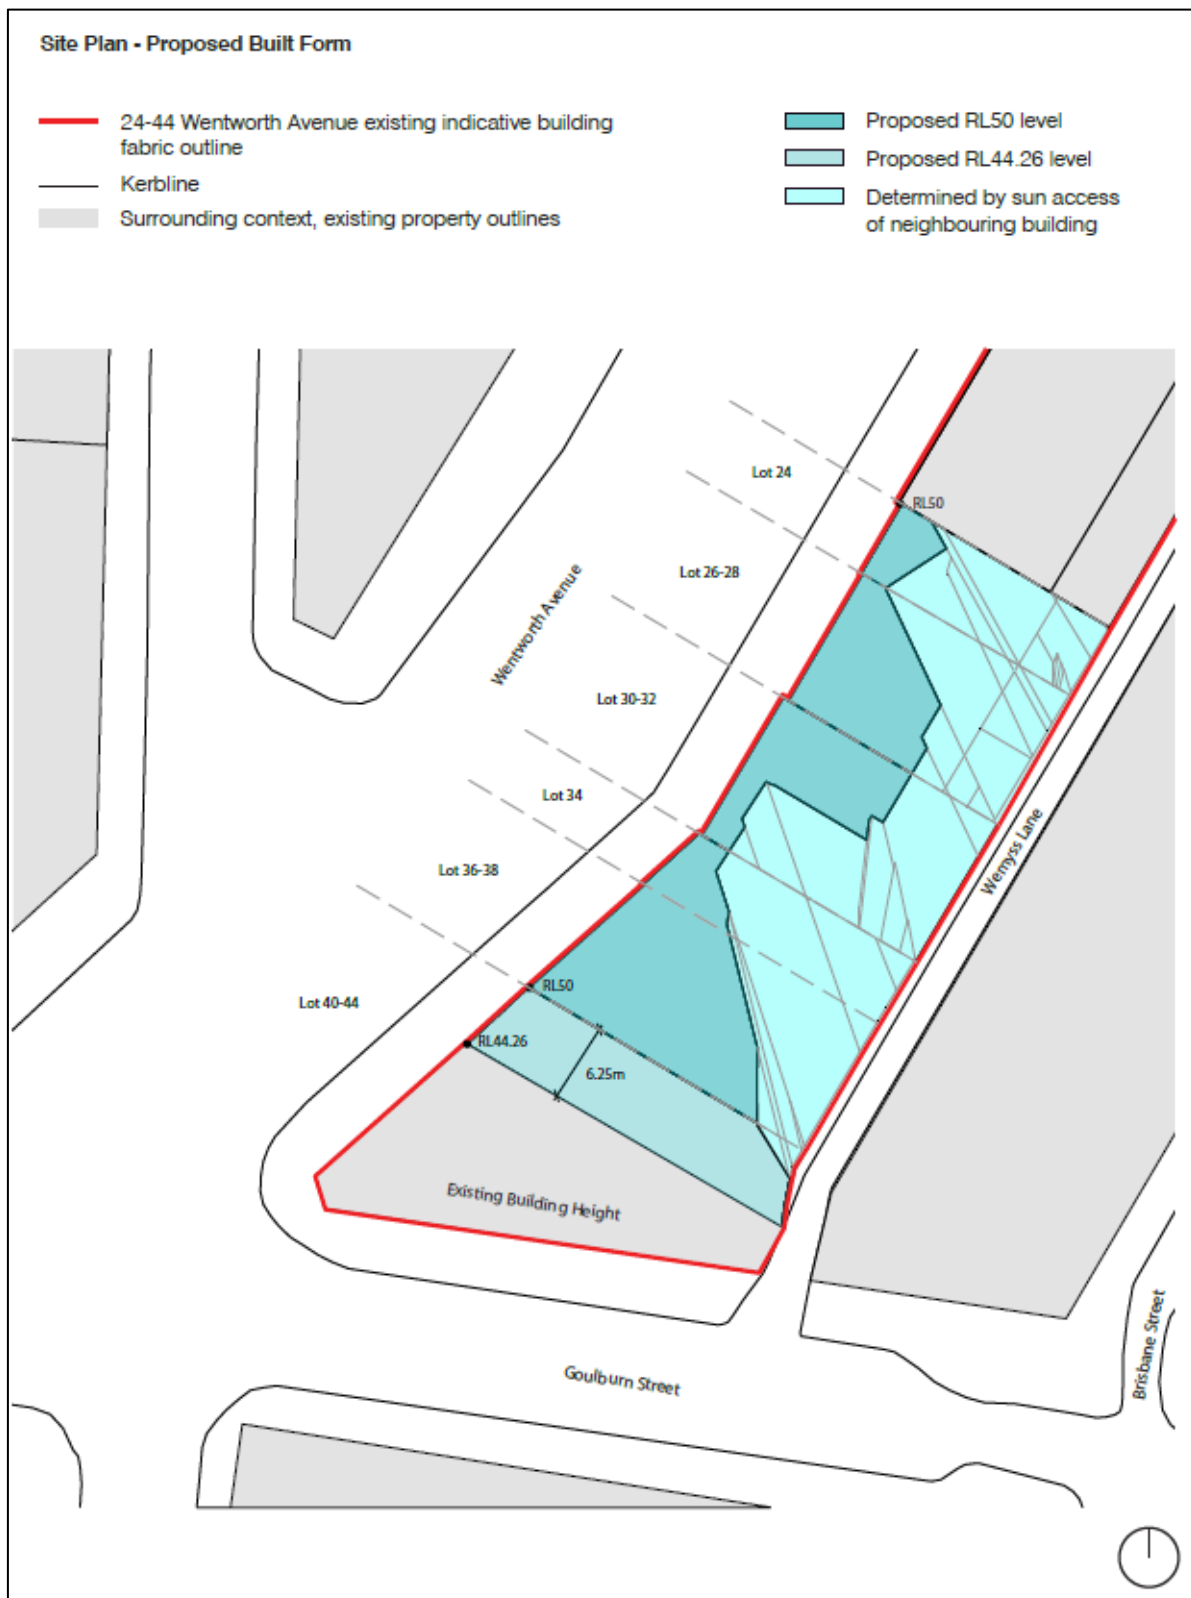 Site Plan - Proposed Built Form
24-44 Wentworth Avenue existing indicative building
fabric outline
Kerbline
Surrounding context, existing property outlines
Proposed RL50 level
Proposed RL44.26 level
Determined by sun access
of neighbouring building
Lot 24
RL50
Lot 26-28
Wentworth Avenue
Lot 30-32
Lot 34
Wemyss Lane
Lot 36-38
RL50
Lot 40-44
RL44.26
6.25m
Existing Building Height
Goulburn Street
Brisbane Street